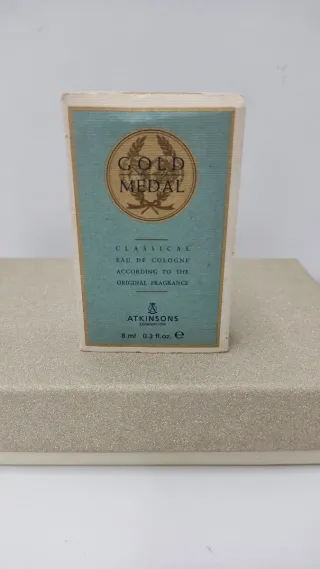 GOLD
MEDAL
CLASSICAL
EAU DE COLOGNE
ACCORDING TO THE
ORIGINAL FRAGRANCE
ATKINSONS
8 ml 0.3 fl.oz. ℮